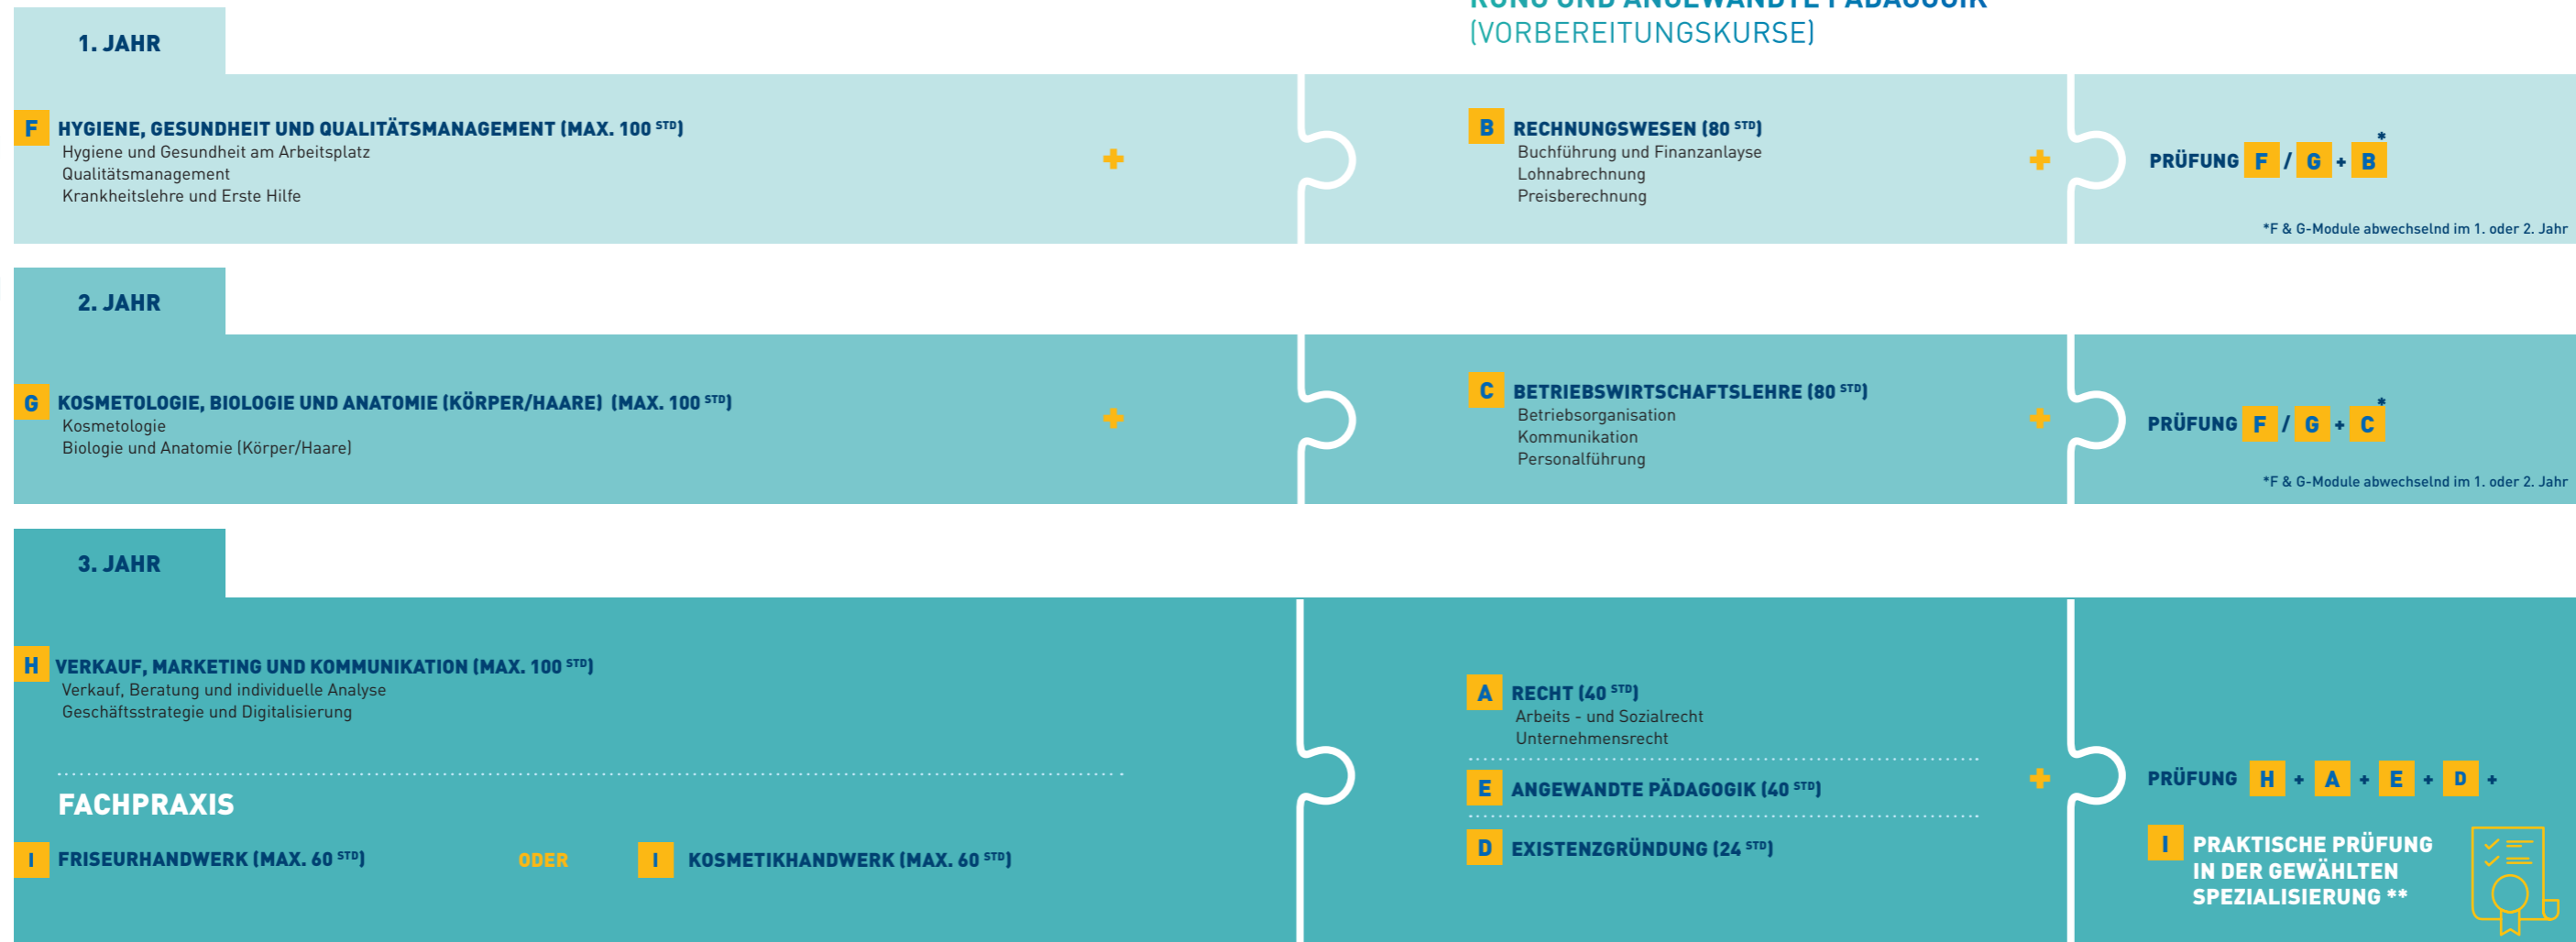 RUNG UND ANGEWANDTE PÄDAGOGIK
(VORBEREITUNGSKURSE)
1. JAHR
F HYGIENE, GESUNDHEIT UND QUALITÄTSMANAGEMENT (MAX. 100 STD)
Hygiene und Gesundheit am Arbeitsplatz
Qualitätsmanagement
Krankheitslehre und Erste Hilfe
+
B RECHNUNGSWESEN (80 STD)
Buchführung und Finanzanlayse
Lohnabrechnung
Preisberechnung
+
PRÜFUNG F / G + B *
*F & G-Module abwechselnd im 1. oder 2. Jahr
2. JAHR
G KOSMETOLOGIE, BIOLOGIE UND ANATOMIE (KÖRPER/HAARE) (MAX. 100 STD)
Kosmetologie
Biologie und Anatomie (Körper/Haare)
+
C BETRIEBSWIRTSCHAFTSLEHRE (80 STD)
Betriebsorganisation
Kommunikation
Personalführung
+
PRÜFUNG F / G + C *
*F & G-Module abwechselnd im 1. oder 2. Jahr
3. JAHR
H VERKAUF, MARKETING UND KOMMUNIKATION (MAX. 100 STD)
Verkauf, Beratung und individuelle Analyse
Geschäftsstrategie und Digitalisierung
FACHPRAXIS
I FRISEURHANDWERK (MAX. 60 STD) ODER I KOSMETIKHANDWERK (MAX. 60 STD)
A RECHT (40 STD)
Arbeits - und Sozialrecht
Unternehmensrecht
E ANGEWANDTE PÄDAGOGIK (40 STD)
D EXISTENZGRÜNDUNG (24 STD)
+
PRÜFUNG H + A + E + D +
I PRAKTISCHE PRÜFUNG
IN DER GEWÄHLTEN
SPEZIALISIERUNG **